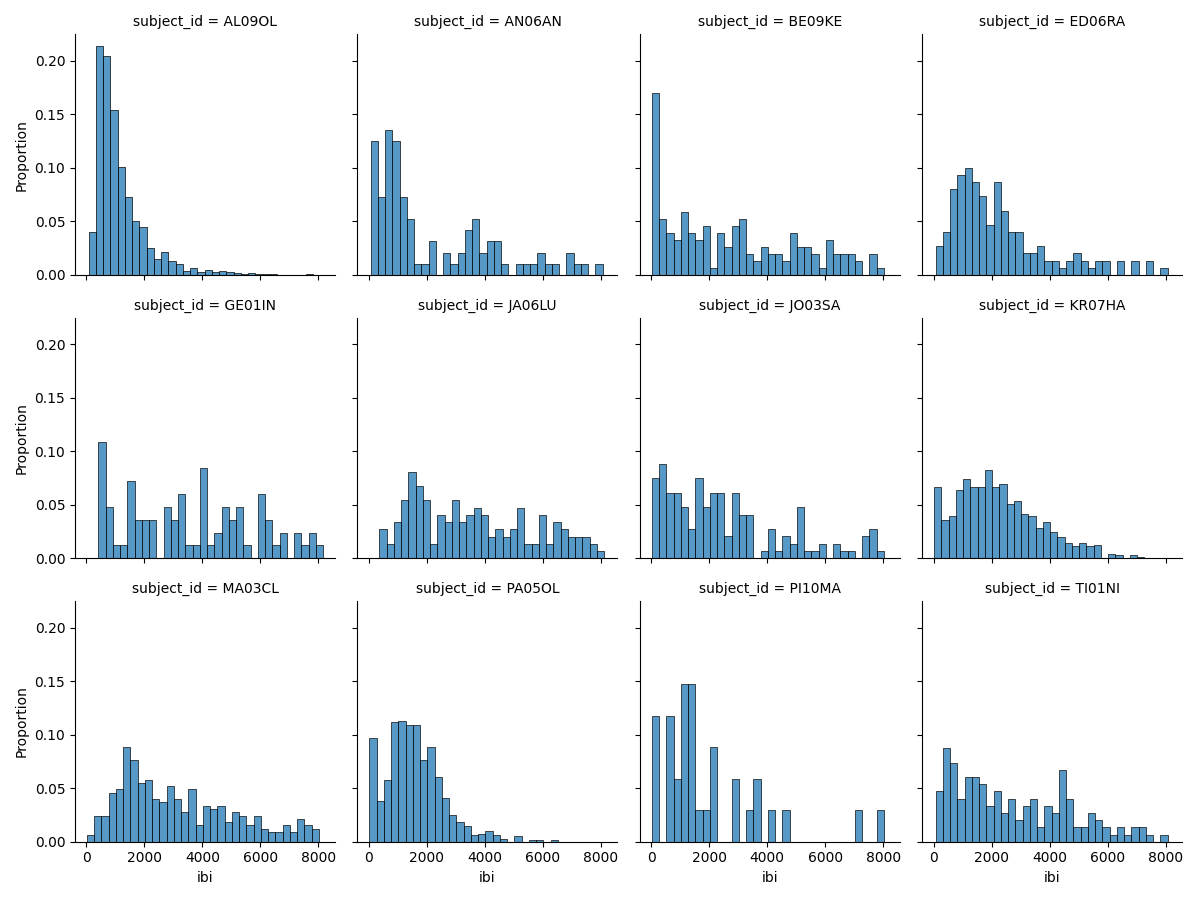 subject_id = AL09OL subject_id = AN06AN subject_id = BE09KE subject_id = ED06RA
0.20
0.15
0.10
0.05
0.00
Proportion
subject_id = GE01IN subject_id = JA06LU subject_id = JO03SA subject_id = KR07HA
0.20
0.15
0.10
0.05
0.00
Proportion
subject_id = MA03CL subject_id = PA05OL subject_id = PI10MA subject_id = TI01NI
0.20
0.15
0.10
0.05
0.00
Proportion
0 2000 4000 6000 8000 0 2000 4000 6000 8000 0 2000 4000 6000 8000 0 2000 4000 6000 8000
ibi ibi ibi ibi